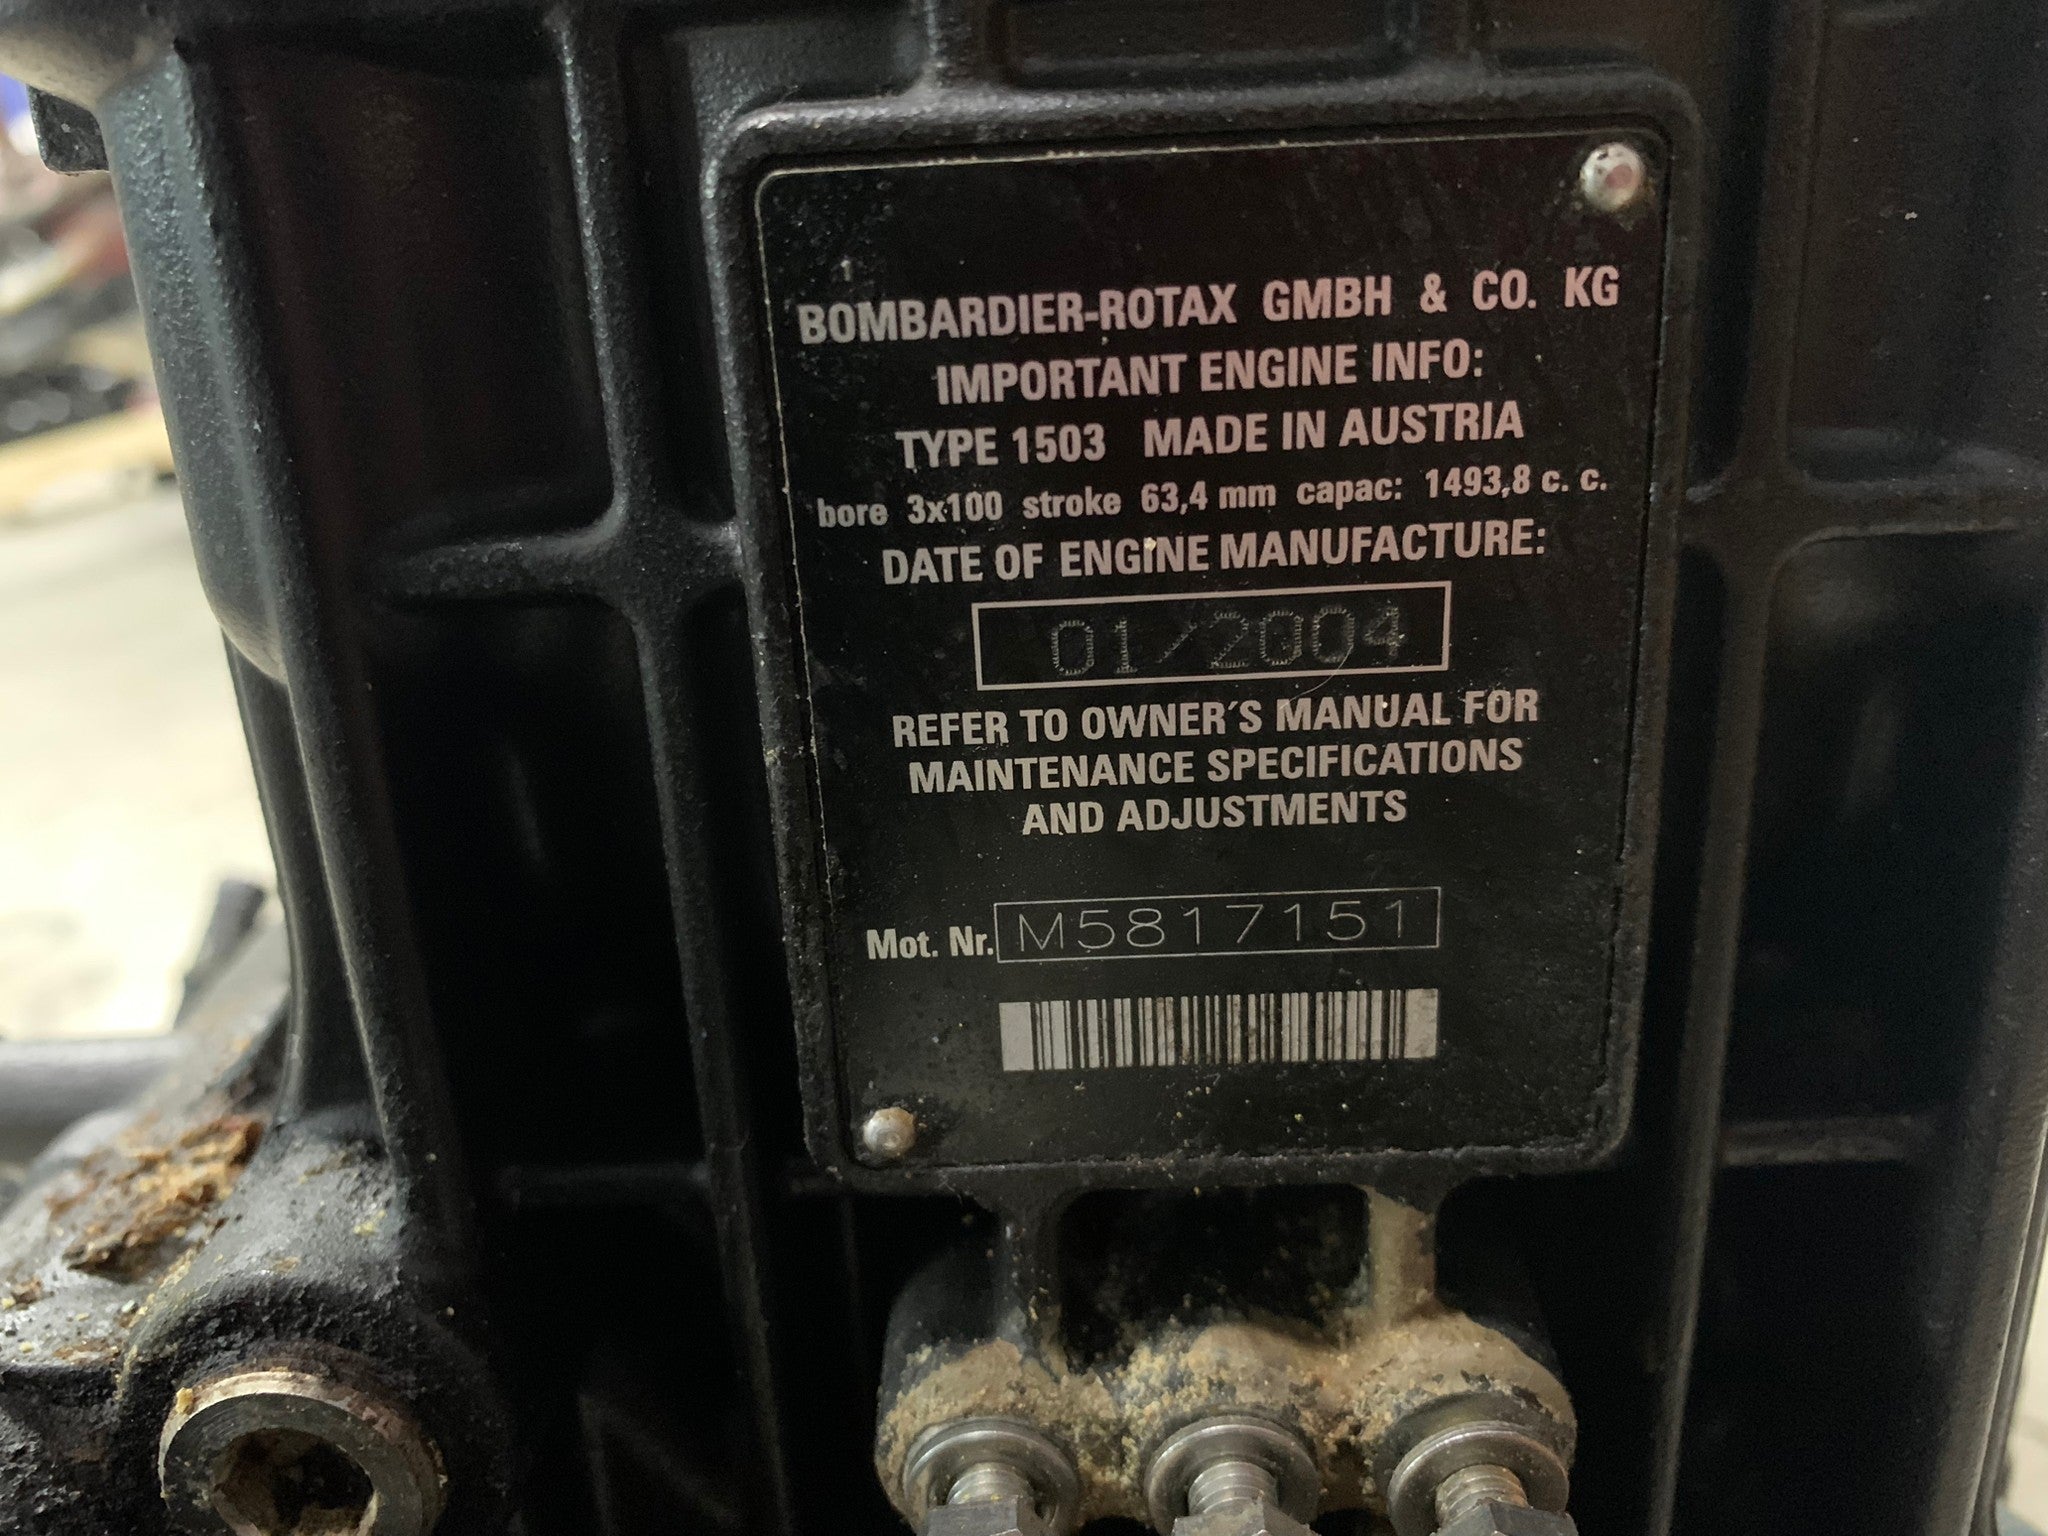 BOMBARDIER-ROTAX GMBH & CO. KG
IMPORTANT ENGINE INFO:
TYPE 1503 MADE IN AUSTRIA
bore 3x100 stroke 63,4 mm capac: 1493,8 c. c.
DATE OF ENGINE MANUFACTURE:
01/2004
REFER TO OWNER´S MANUAL FOR
MAINTENANCE SPECIFICATIONS
AND ADJUSTMENTS
Mot. Nr. M5817151